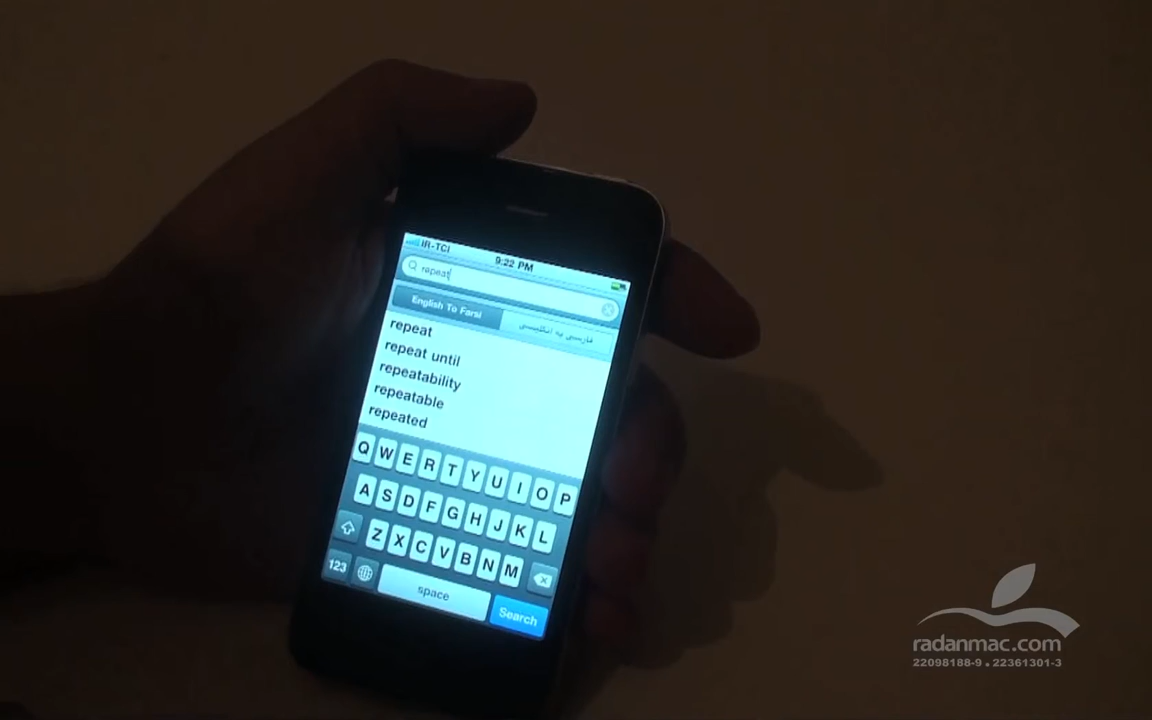 IR-TCI
9:22 PM
repeat
English To Farsi
فارسی به انگلیسی
repeat
repeat until
repeatability
repeatable
repeated
Q W E R T Y U I O P
A S D F G H J K L
Z X C V B N M
123
space
Search
radanmac.com
22098188-9 . 22361301-3